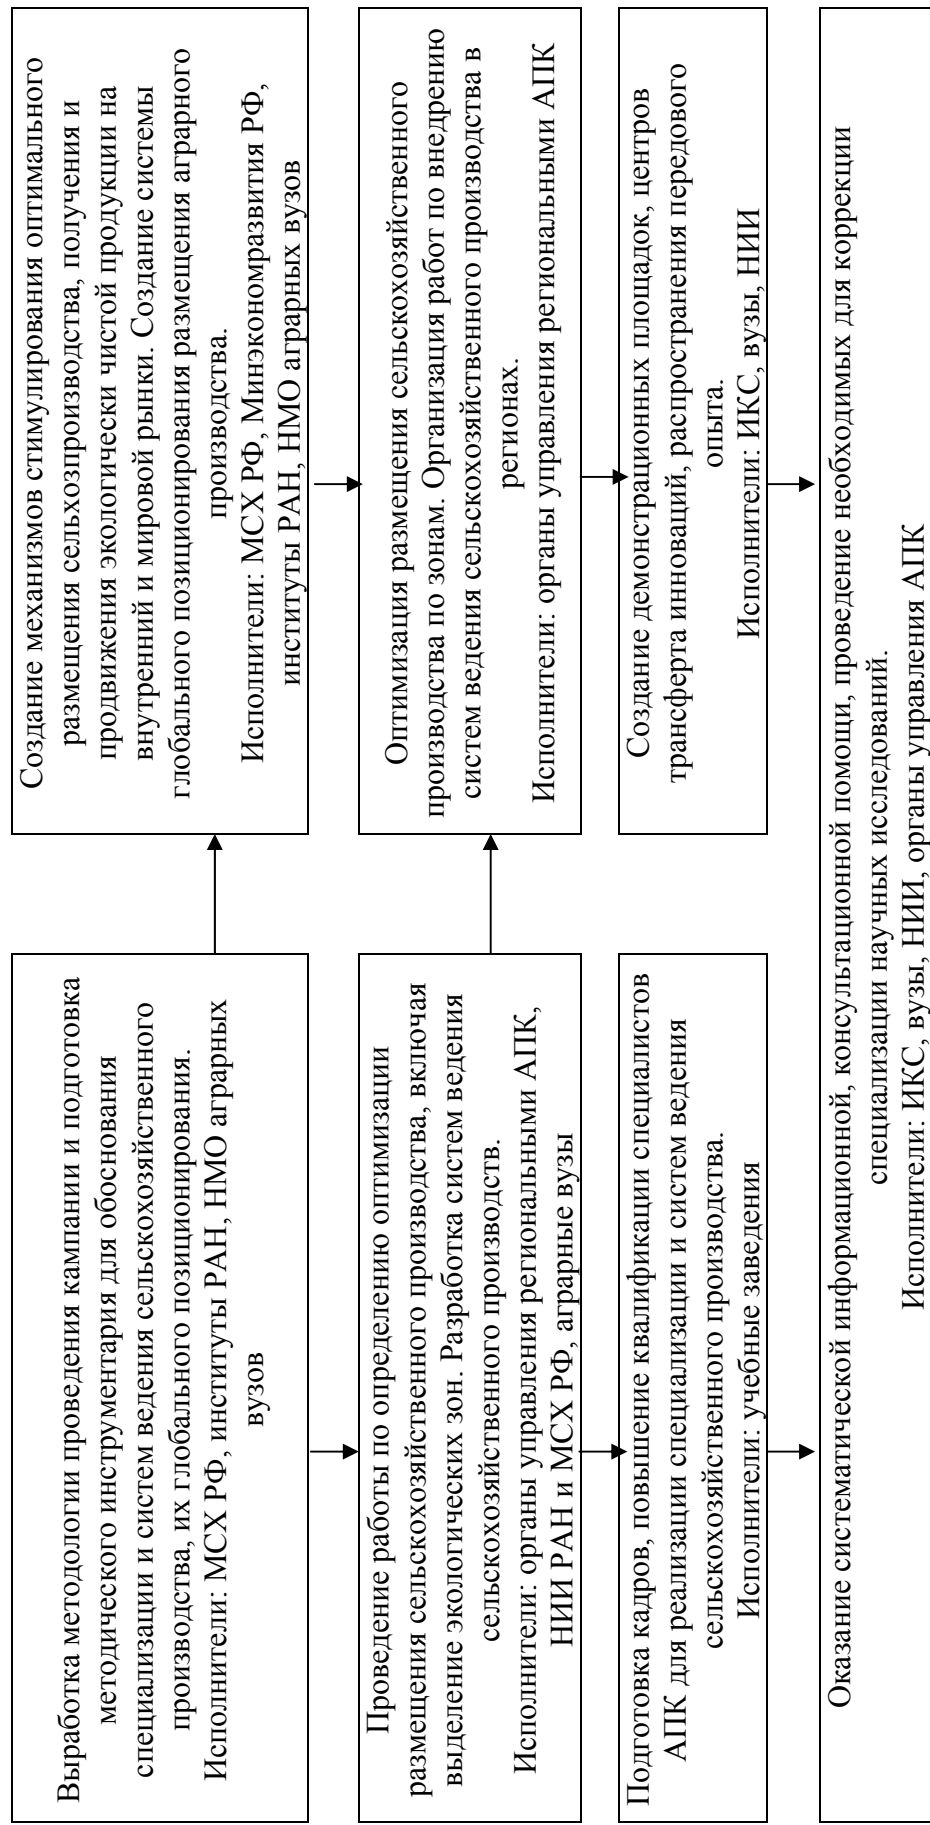 Выработка методологии проведения кампании и подготовка
методического инструментария для обоснования
специализации и систем ведения сельскохозяйственного
производства, их глобального позиционирования.
Исполнители: МСХ РФ, институты РАН, НМО аграрных
вузов
Создание механизмов стимулирования оптимального
размещения сельхозпроизводства, получения и
продвижения экологически чистой продукции на
внутренний и мировой рынки. Создание системы
глобального позиционирования размещения аграрного
производства.
Исполнители: МСХ РФ, Минэкономразвития РФ,
институты РАН, НМО аграрных вузов
Проведение работы по определению оптимизации
размещения сельскохозяйственного производства, включая
выделение экологических зон. Разработка систем ведения
сельскохозяйственного производств.
Исполнители: органы управления региональными АПК,
НИИ РАН и МСХ РФ, аграрные вузы
Оптимизация размещения сельскохозяйственного
производства по зонам. Организация работ по внедрению
систем ведения сельскохозяйственного производства в
регионах.
Исполнители: органы управления региональными АПК
Подготовка кадров, повышение квалификации специалистов
АПК для реализации специализации и систем ведения
сельскохозяйственного производства.
Исполнители: учебные заведения
Создание демонстрационных площадок, центров
трансферта инноваций, распространения передового
опыта.
Исполнители: ИКС, вузы, НИИ
Оказание систематической информационной, консультационной помощи, проведение необходимых для коррекции
специализации научных исследований.
Исполнители: ИКС, вузы, НИИ, органы управления АПК